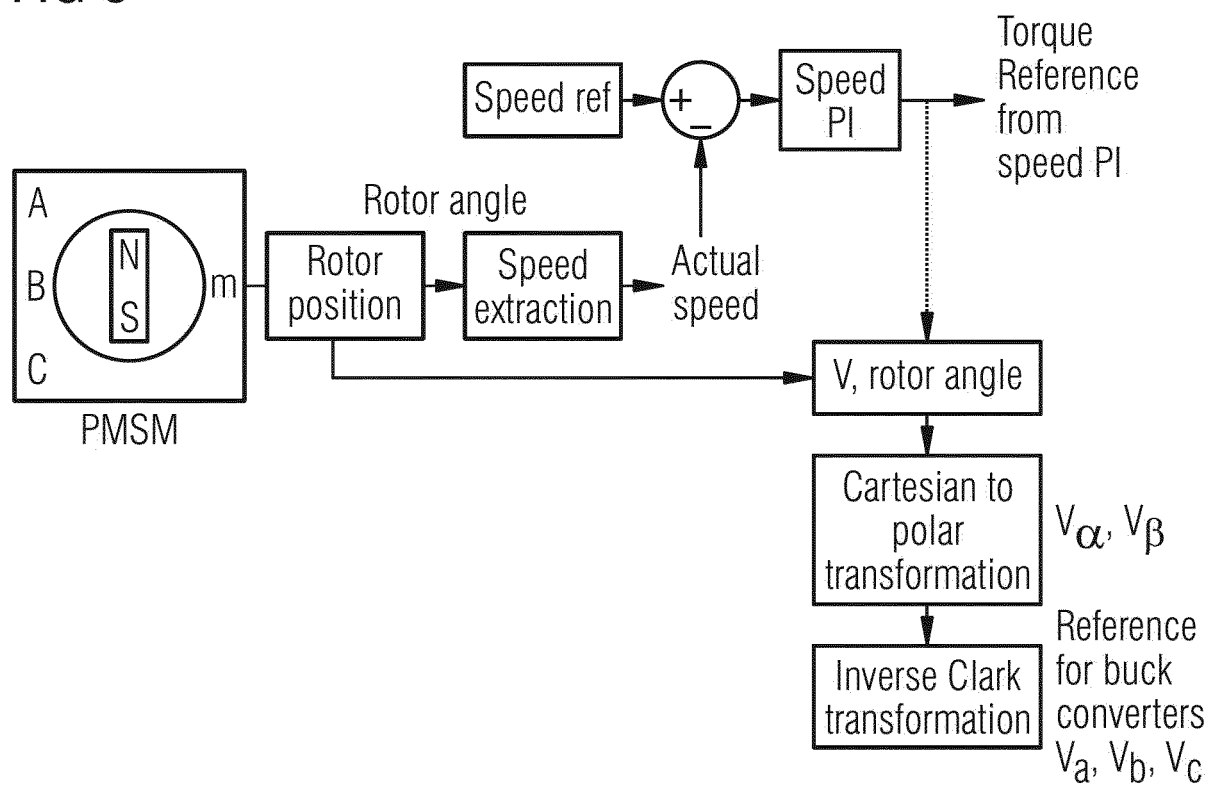 Speed ref
+
–
Speed
PI
Torque
Reference
from
speed PI
A
B
C
N
S
m
PMSM
Rotor angle
Rotor
position
Speed
extraction
Actual
speed
V, rotor angle
Cartesian to
polar
transformation
Vα, Vβ
Inverse Clark
transformation
Reference
for buck
converters
Va, Vb, Vc